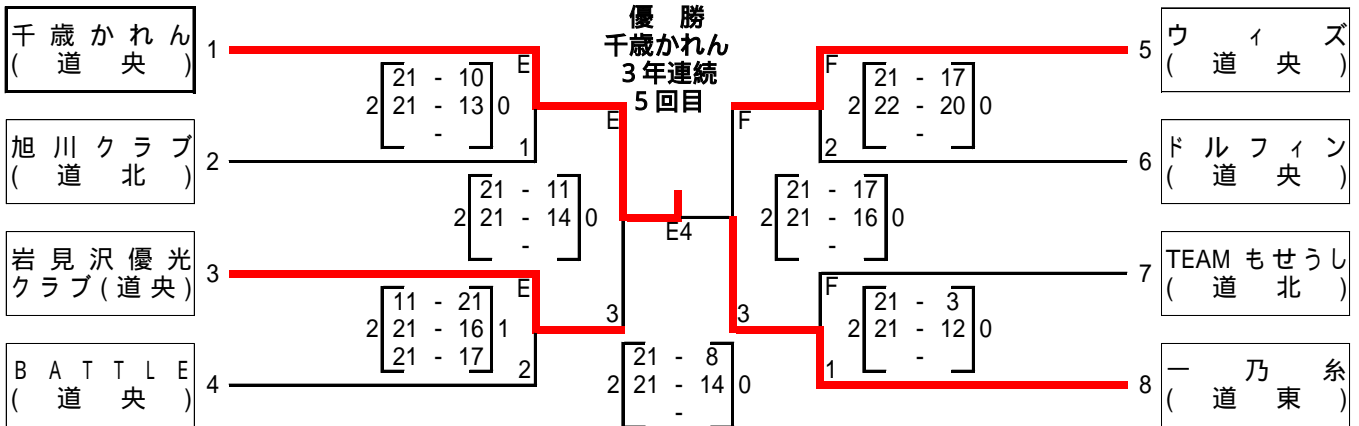 優 勝
千歳かれん
3年連続
5回目
千歳かれん
( 道 央 )
1
旭川クラブ
( 道 北 )
2
岩見沢優光
クラブ(道央)
3
BATTLE
( 道 央 )
4
E
21 - 10
2 21 - 13 0
-
1
E
21 - 11
2 21 - 14 0
-
3
E
11 - 21
2 21 - 16 1
21 - 17
2
E4
21 - 8
2 21 - 14 0
-
F
21 - 17
2 22 - 20 0
-
2
F
21 - 17
2 21 - 16 0
-
3
F
21 - 3
2 21 - 12 0
-
1
5
ウィズ
( 道 央 )
6
ドルフィン
( 道 央 )
7
TEAMもせうし
( 道 北 )
8
一乃糸
( 道 東 )